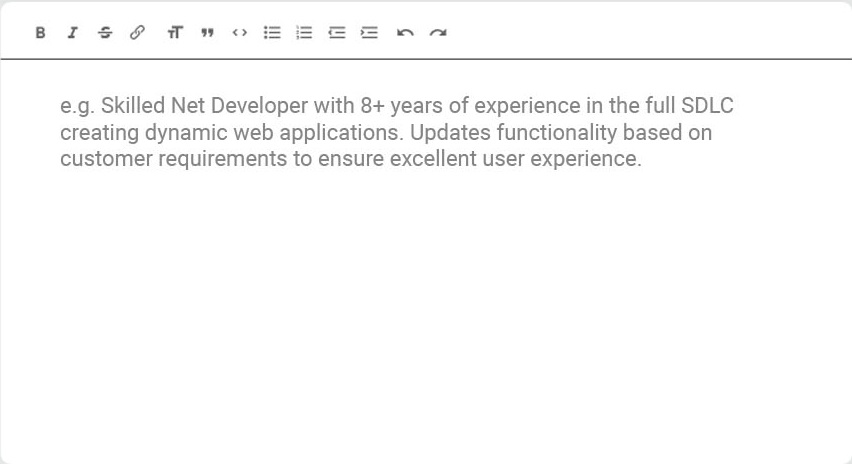 B I S TT
e.g. Skilled Net Developer with 8+ years of experience in the full SDLC
creating dynamic web applications. Updates functionality based on
customer requirements to ensure excellent user experience.